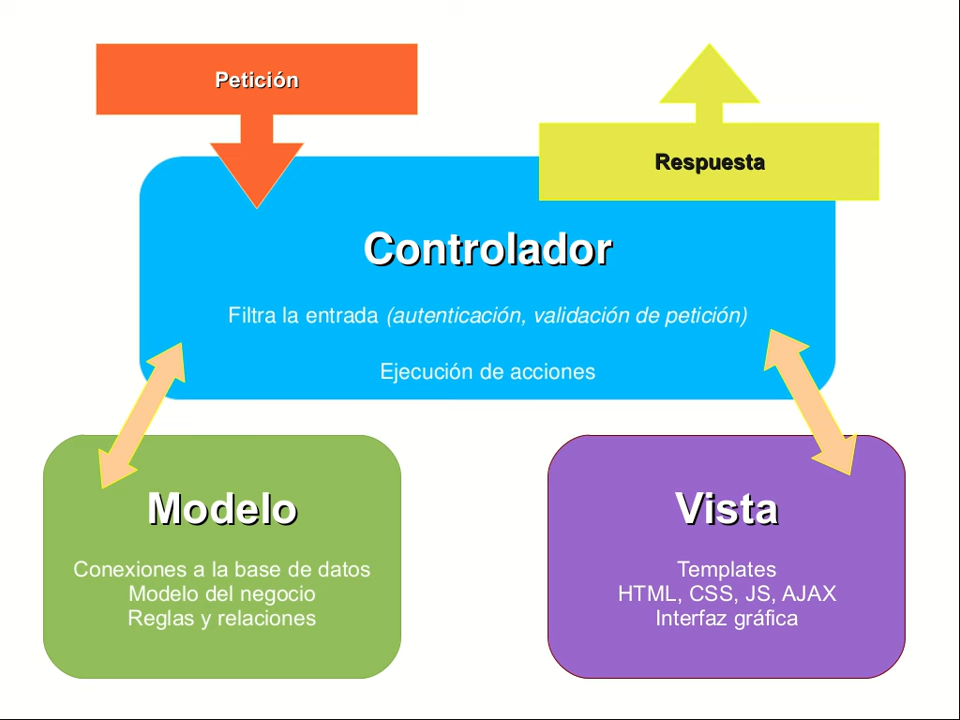 Petición
Respuesta
Controlador
Filtra la entrada (autenticación, validación de petición)
Ejecución de acciones
Modelo
Conexiones a la base de datos
Modelo del negocio
Reglas y relaciones
Vista
Templates
HTML, CSS, JS, AJAX
Interfaz gráfica